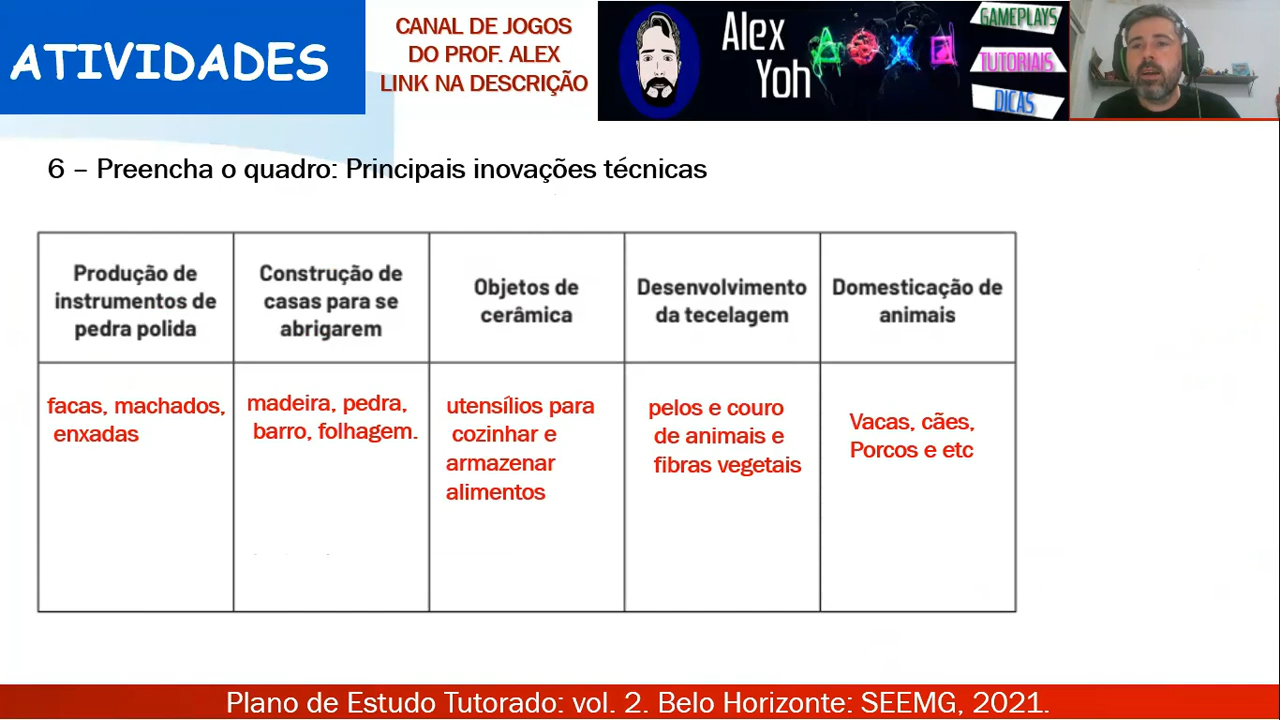 ATIVIDADES
CANAL DE JOGOS
DO PROF. ALEX
LINK NA DESCRIÇÃO
Alex
Yoh
GAMEPLAYS
TUTORIAIS
DICAS
6 – Preencha o quadro: Principais inovações técnicas
Produção de
instrumentos de
pedra polida
Construção de
casas para se
abrigarem
Objetos de
cerâmica
Desenvolvimento
da tecelagem
Domesticação de
animais
facas, machados,
enxadas
madeira, pedra,
barro, folhagem.
utensílios para
cozinhar e
armazenar
alimentos
pelos e couro
de animais e
fibras vegetais
Vacas, cães,
Porcos e etc
Plano de Estudo Tutorado: vol. 2. Belo Horizonte: SEEMG, 2021.